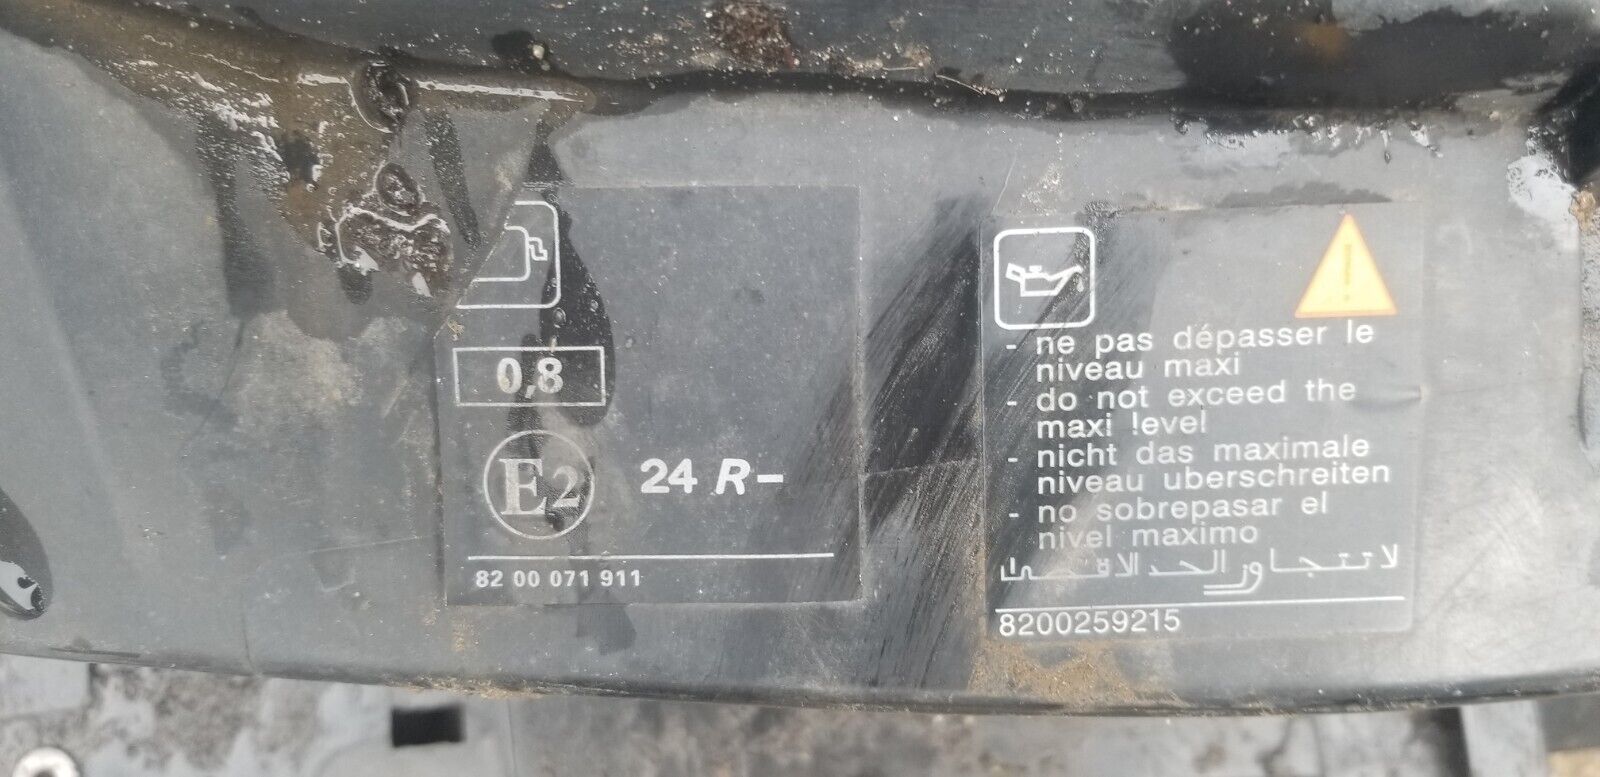 0,8
E2 24 R-
82 00 071 911
- ne pas dépasser le
niveau maxi
- do not exceed the
maxi level
- nicht das maximale
niveau uberschreiten
- no sobrepasar el
nivel maximo
لا تتجاوز الحد الاقصى
8200259215